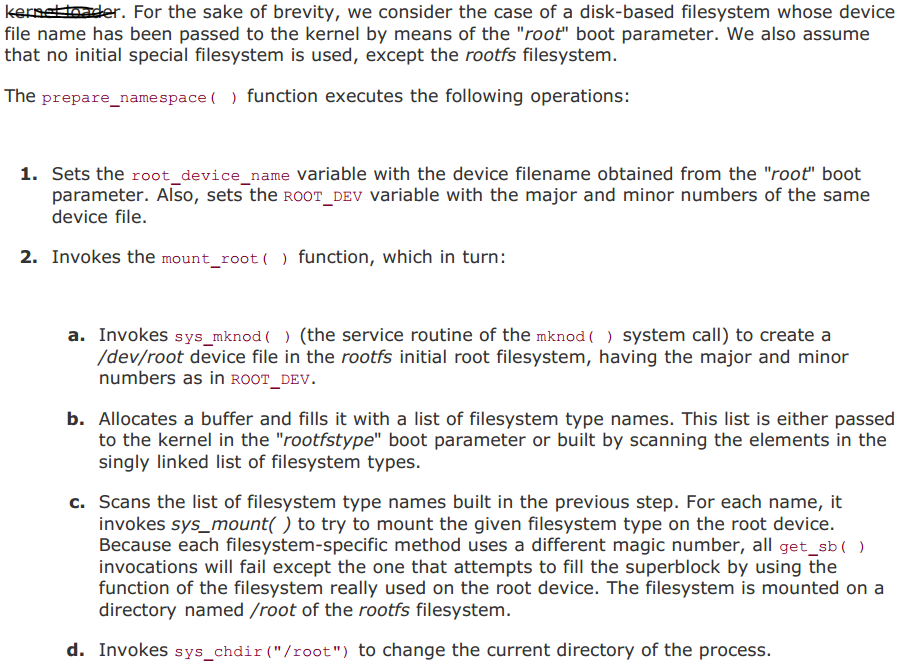 kernel loader. For the sake of brevity, we consider the case of a disk-based filesystem whose device
file name has been passed to the kernel by means of the "root" boot parameter. We also assume
that no initial special filesystem is used, except the rootfs filesystem.
The prepare_namespace( ) function executes the following operations:
1. Sets the root_device_name variable with the device filename obtained from the "root" boot
parameter. Also, sets the ROOT_DEV variable with the major and minor numbers of the same
device file.
2. Invokes the mount_root( ) function, which in turn:
a. Invokes sys_mknod( ) (the service routine of the mknod( ) system call) to create a
/dev/root device file in the rootfs initial root filesystem, having the major and minor
numbers as in ROOT_DEV.
b. Allocates a buffer and fills it with a list of filesystem type names. This list is either passed
to the kernel in the "rootfstype" boot parameter or built by scanning the elements in the
singly linked list of filesystem types.
c. Scans the list of filesystem type names built in the previous step. For each name, it
invokes sys_mount( ) to try to mount the given filesystem type on the root device.
Because each filesystem-specific method uses a different magic number, all get_sb( )
invocations will fail except the one that attempts to fill the superblock by using the
function of the filesystem really used on the root device. The filesystem is mounted on a
directory named /root of the rootfs filesystem.
d. Invokes sys_chdir("/root") to change the current directory of the process.